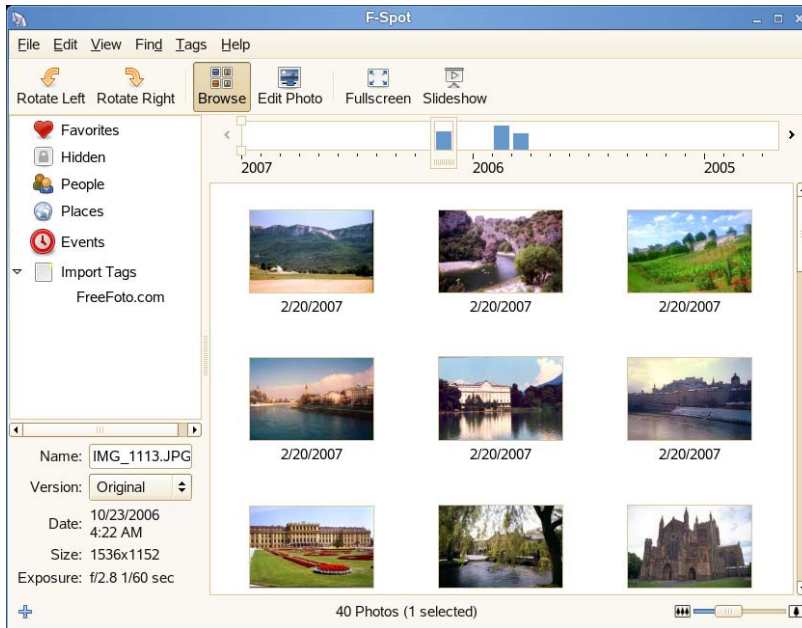 F-Spot
File Edit View Find Tags Help
Rotate Left Rotate Right Browse Edit Photo Fullscreen Slideshow
Favorites
Hidden
People
Places
Events
Import Tags
FreeFoto.com
2007 2006 2005
2/20/2007 2/20/2007 2/20/2007
2/20/2007 2/20/2007 2/20/2007
Name: IMG_1113.JPG
Version: Original
Date: 10/23/2006
4:22 AM
Size: 1536x1152
Exposure: f/2.8 1/60 sec
40 Photos (1 selected)